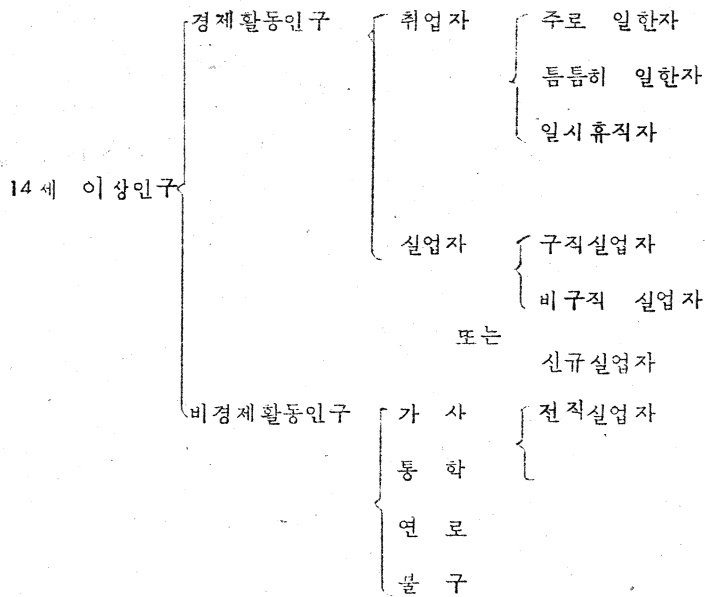 경제활동인구 취업자 주로 일한자
틈틈히 일한자
일시휴직자
14세 이상인구
실업자 구직실업자
비구직 실업자
또는
신규실업자
비경제활동인구 가 사 전직실업자
통 학
연 로
불 구